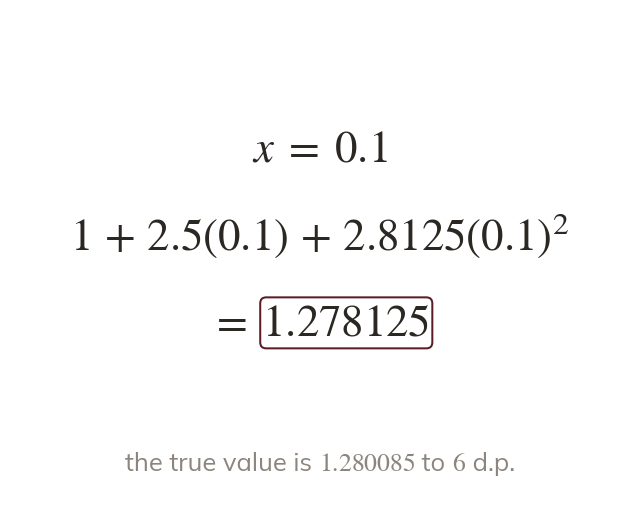 x = 0.1
1 + 2.5(0.1) + 2.8125(0.1)²
= 1.278125
the true value is 1.280085 to 6 d.p.